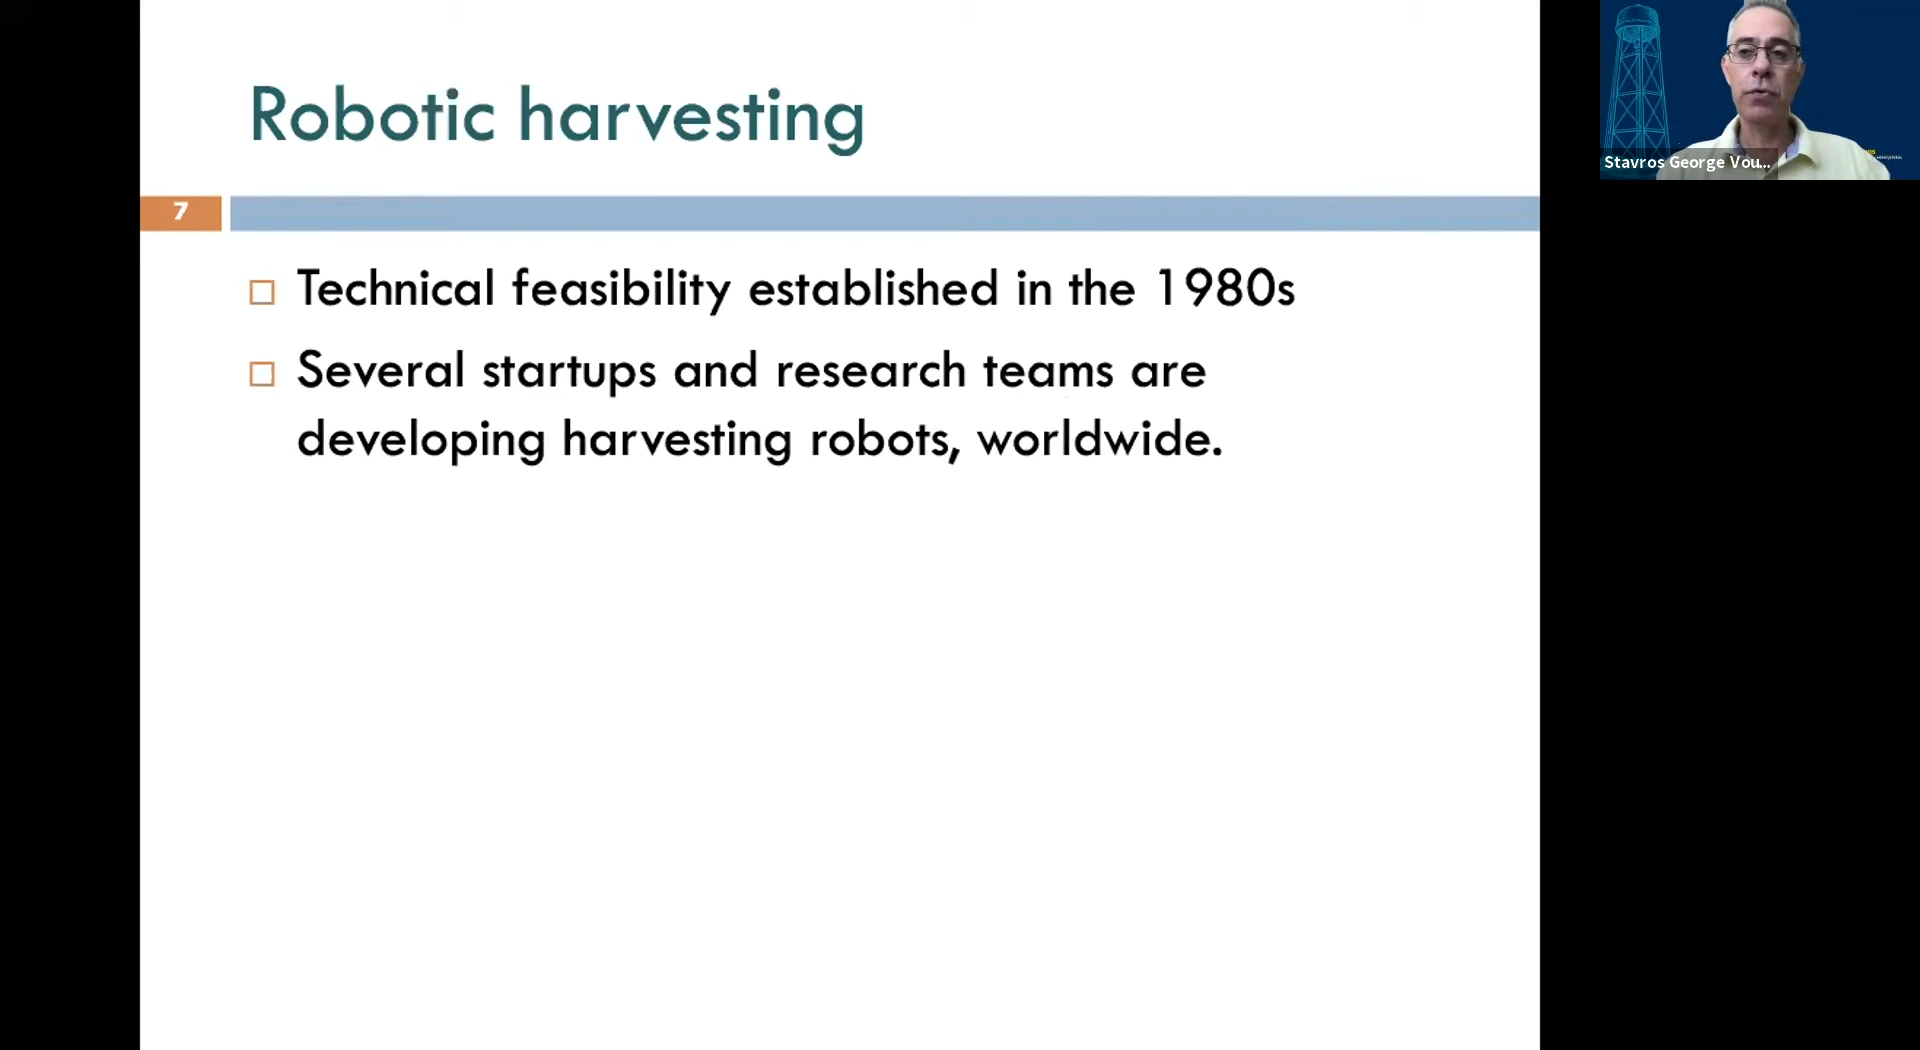 Robotic harvesting
7
Technical feasibility established in the 1980s
Several startups and research teams are
developing harvesting robots, worldwide.
Stavros George Vou...